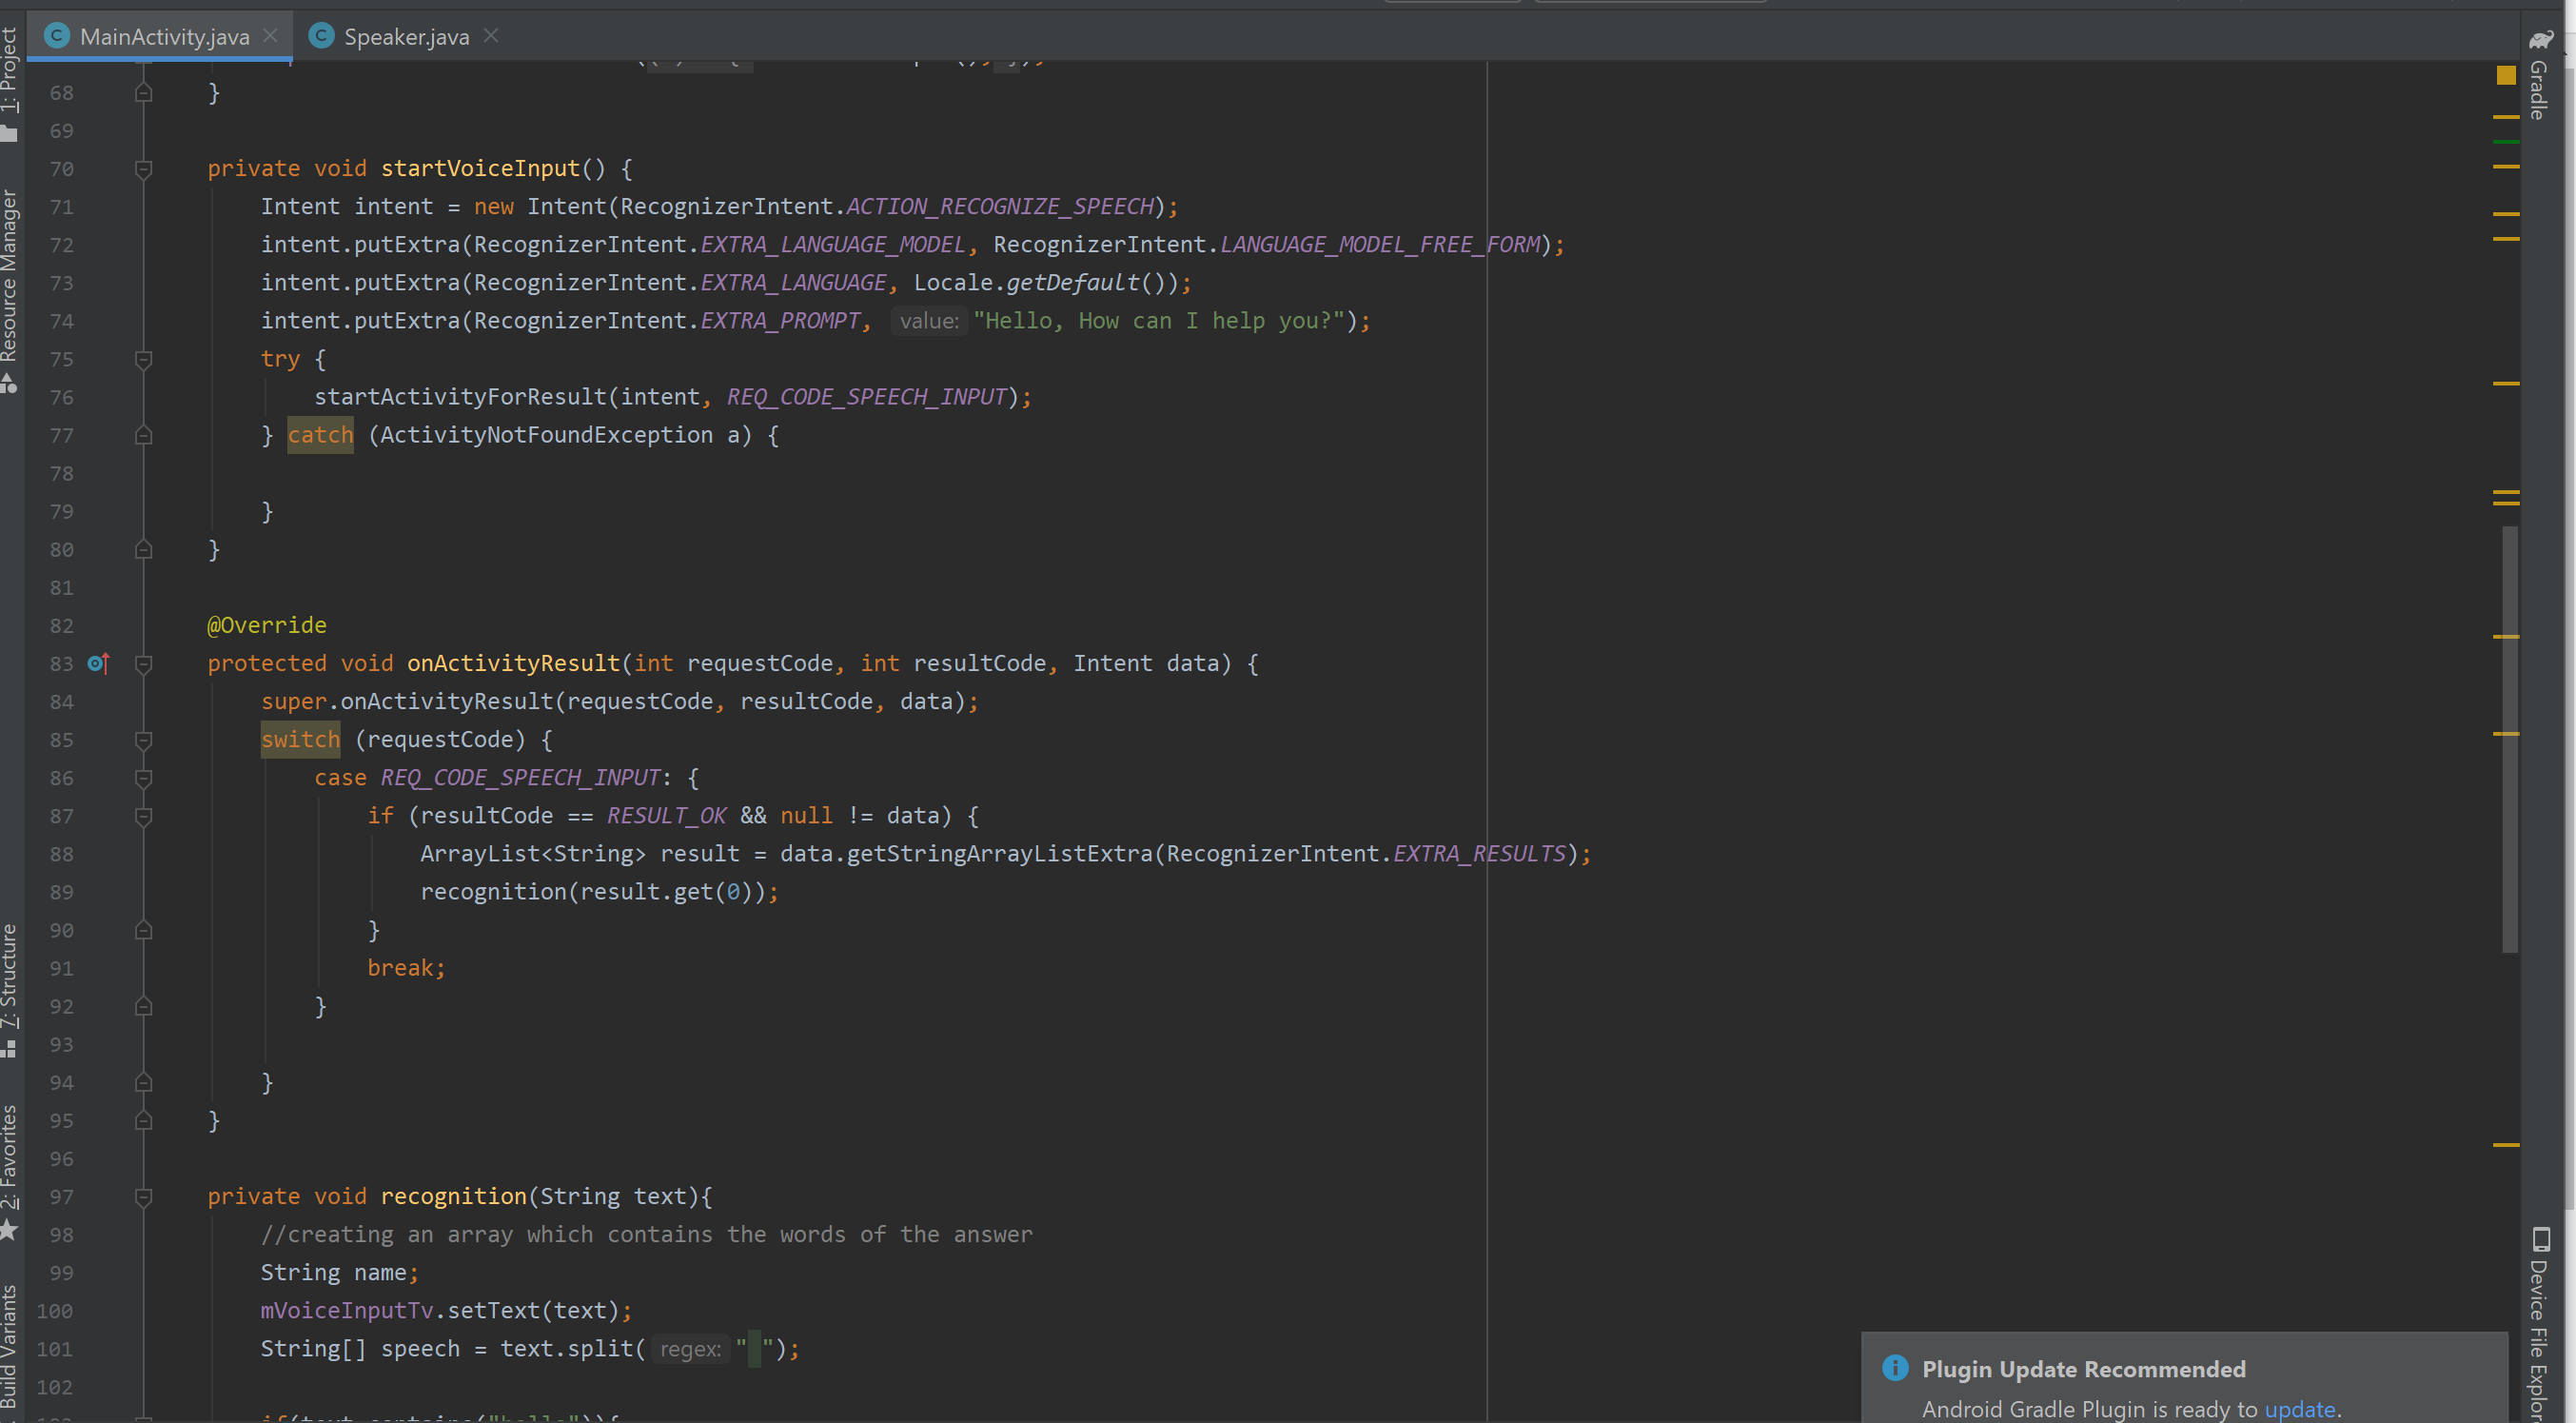 MainActivity.java
Speaker.java
1: Project
Resource Manager
7: Structure
2: Favorites
Build Variants
Gradle
Device File Explor
68 }
69
70 private void startVoiceInput() {
71 Intent intent = new Intent(RecognizerIntent.ACTION_RECOGNIZE_SPEECH);
72 intent.putExtra(RecognizerIntent.EXTRA_LANGUAGE_MODEL, RecognizerIntent.LANGUAGE_MODEL_FREE_FORM);
73 intent.putExtra(RecognizerIntent.EXTRA_LANGUAGE, Locale.getDefault());
74 intent.putExtra(RecognizerIntent.EXTRA_PROMPT, value: "Hello, How can I help you?");
75 try {
76 startActivityForResult(intent, REQ_CODE_SPEECH_INPUT);
77 } catch (ActivityNotFoundException a) {
78
79 }
80 }
81
82 @Override
83 protected void onActivityResult(int requestCode, int resultCode, Intent data) {
84 super.onActivityResult(requestCode, resultCode, data);
85 switch (requestCode) {
86 case REQ_CODE_SPEECH_INPUT: {
87 if (resultCode == RESULT_OK && null != data) {
88 ArrayList<String> result = data.getStringArrayListExtra(RecognizerIntent.EXTRA_RESULTS);
89 recognition(result.get(0));
90 }
91 break;
92 }
93
94 }
95 }
96
97 private void recognition(String text){
98 //creating an array which contains the words of the answer
99 String name;
100 mVoiceInputTv.setText(text);
101 String[] speech = text.split( regex: " ");
102
if(text.contains("hello")){
Plugin Update Recommended
Android Gradle Plugin is ready to update.